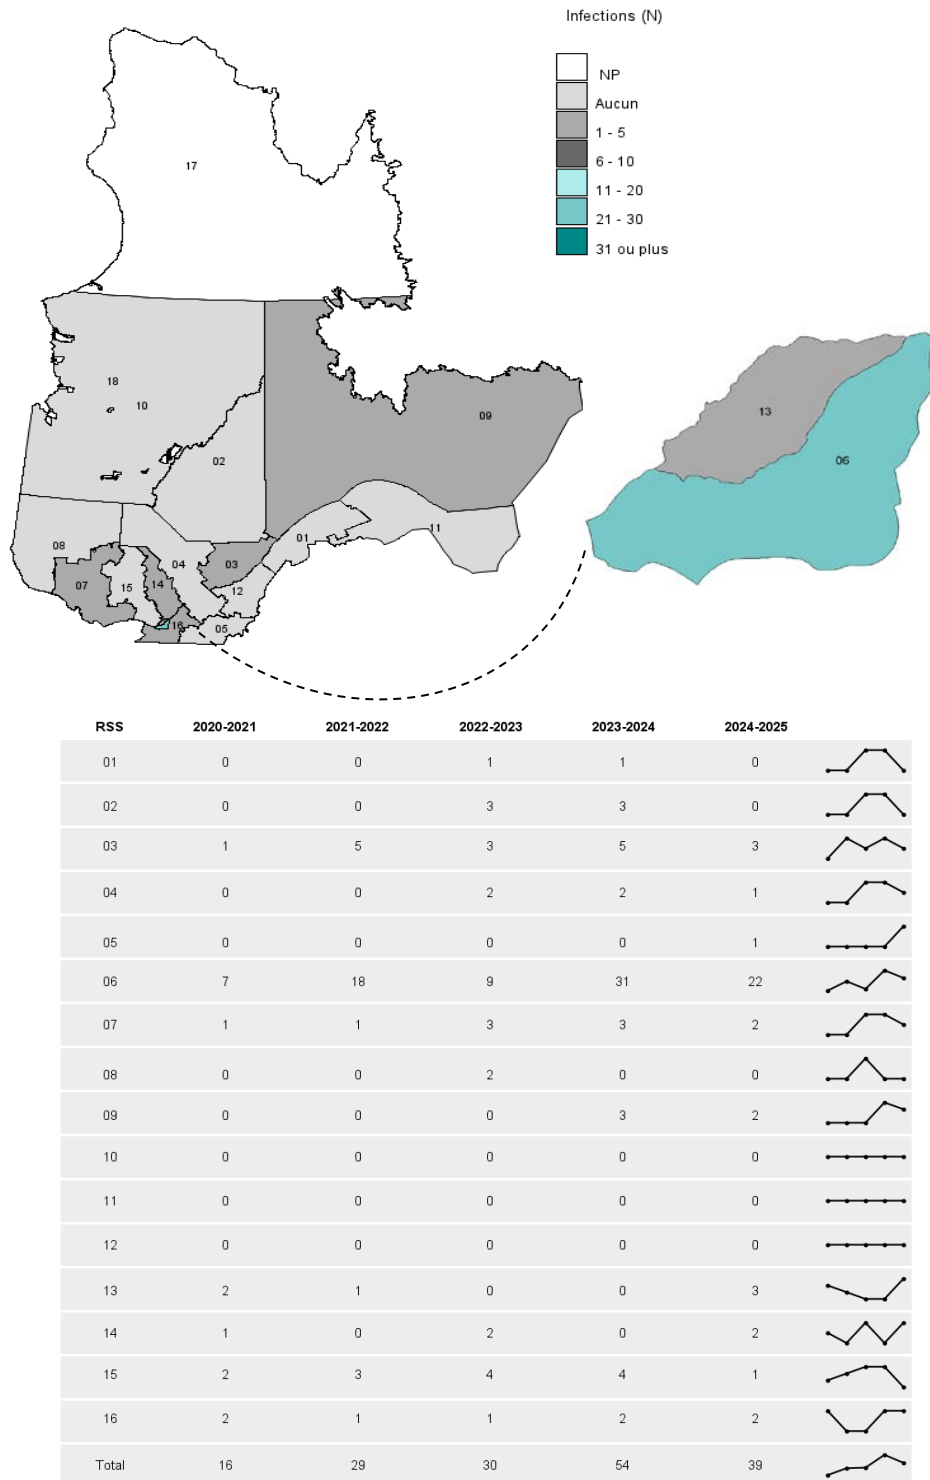 Infections (N)
NP
Aucun
1 - 5
6 - 10
11 - 20
21 - 30
31 ou plus
17
18
10
09
02
13
06
11
01
08
04
03
07
15
14
12
16
05
RSS 2020-2021 2021-2022 2022-2023 2023-2024 2024-2025
01 0 0 1 1 0
02 0 0 3 3 0
03 1 5 3 5 3
04 0 0 2 2 1
05 0 0 0 0 1
06 7 18 9 31 22
07 1 1 3 3 2
08 0 0 2 0 0
09 0 0 0 3 2
10 0 0 0 0 0
11 0 0 0 0 0
12 0 0 0 0 0
13 2 1 0 0 3
14 1 0 2 0 2
15 2 3 4 4 1
16 2 1 1 2 2
Total 16 29 30 54 39